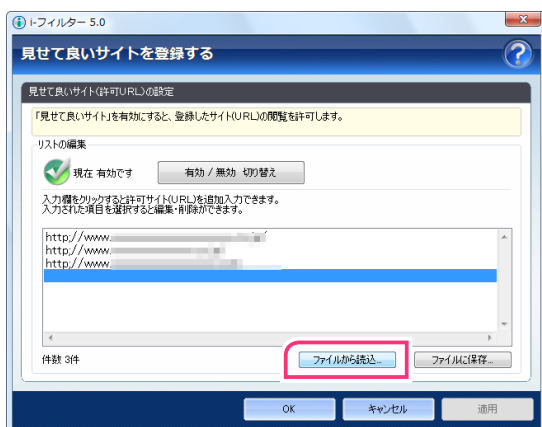 i-フィルター 5.0
見せて良いサイトを登録する
見せて良いサイト(許可URL)の設定
「見せて良いサイト」を有効にすると、登録したサイト(URL)の閲覧を許可します。
リストの編集
現在 有効です
有効 / 無効 切り替え
入力欄をクリックすると許可サイト(URL)を追加入力できます。
入力された項目を選択すると編集・削除ができます。
http://www.
http://www.
http://www.
件数 3件
ファイルから読込...
ファイルに保存...
OK
キャンセル
適用